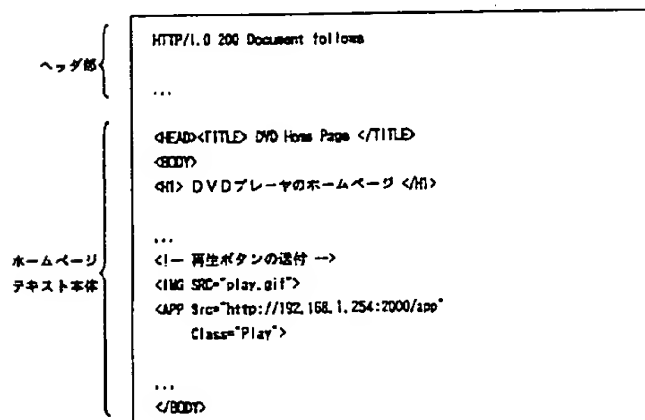 ヘッダ部
HTTP/1.0 200 Document follows
...
ホームページ
テキスト本体
<HEAD><TITLE> DVD Home Page </TITLE>
<BODY>
<H1> DVDプレーヤのホームページ </H1>
...
<!-- 再生ボタンの送付 -->
<IMG SRC="play.gif">
<APP Src="http://192.168.1.254:2000/app"
Class="Play">
...
</BODY>